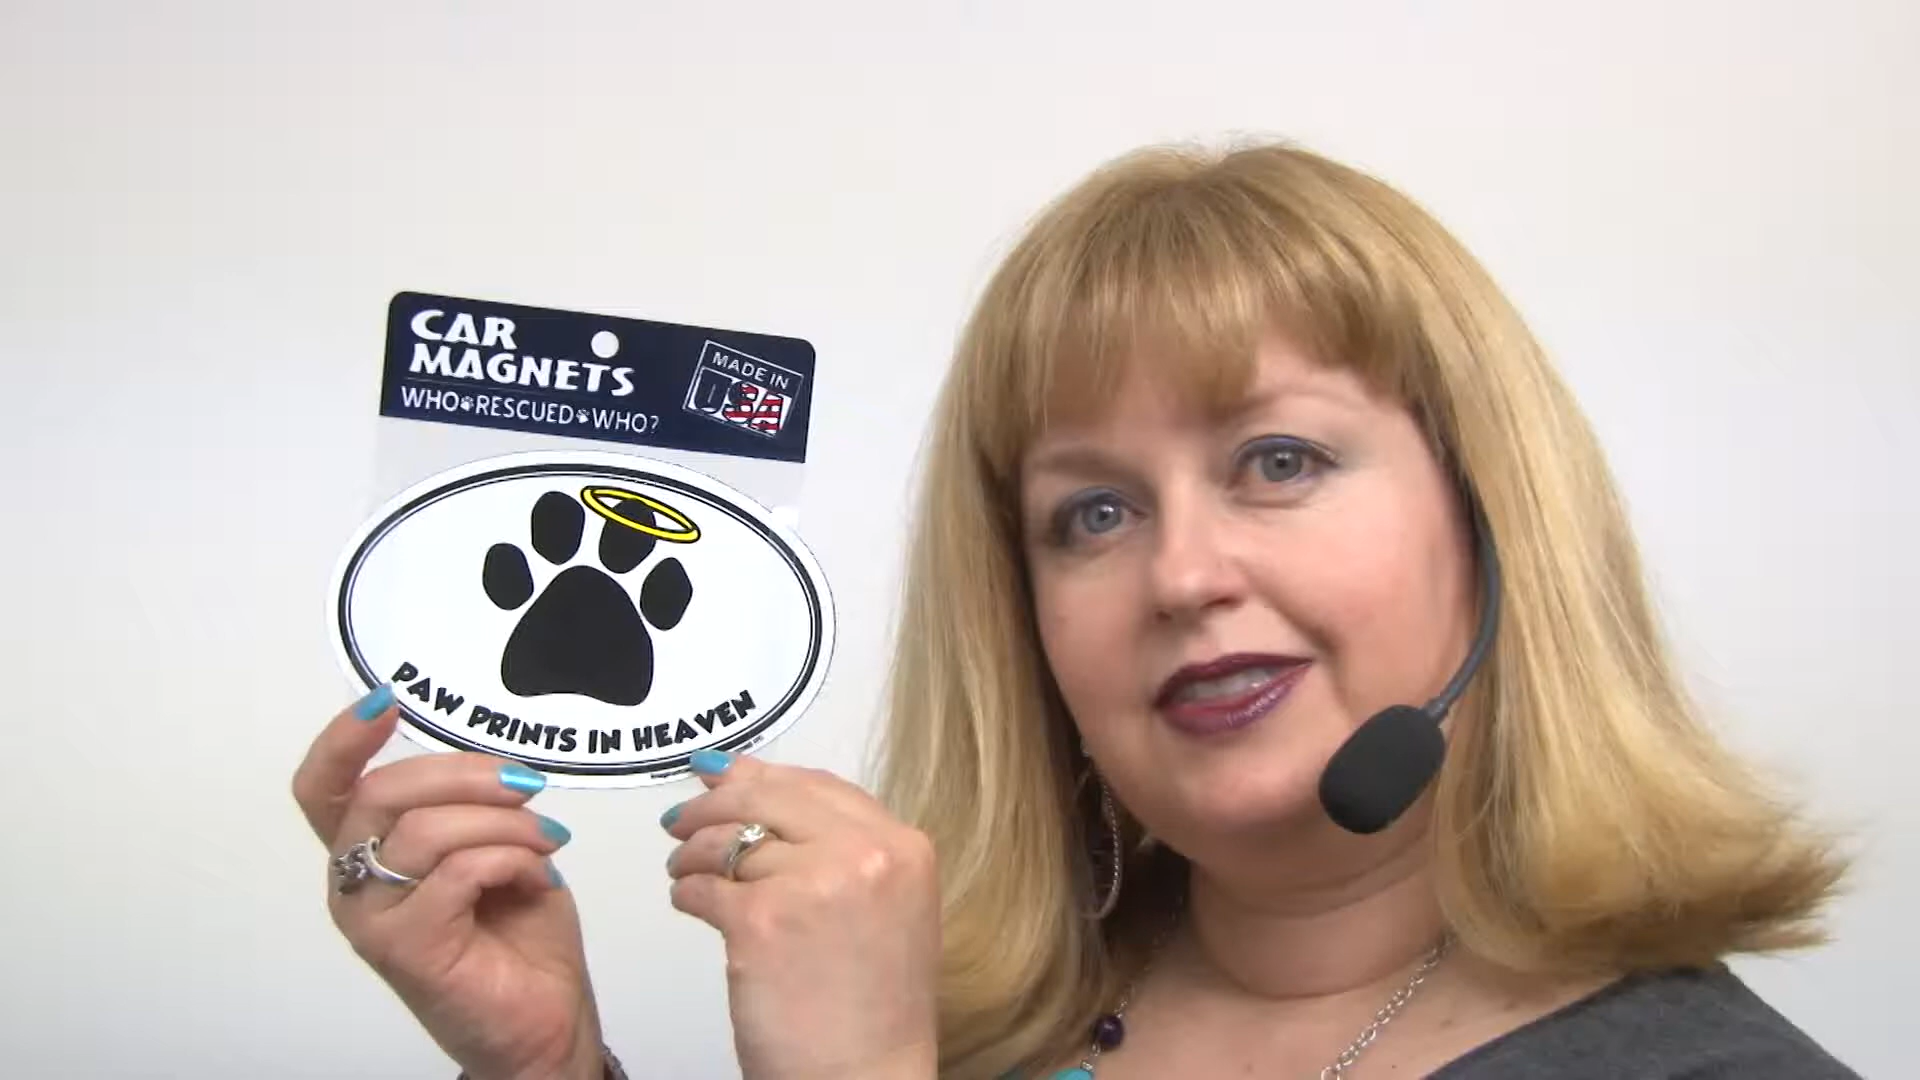 CAR
MAGNETS
WHO RESCUED WHO?
MADE IN
USA
PAW PRINTS IN HEAVEN